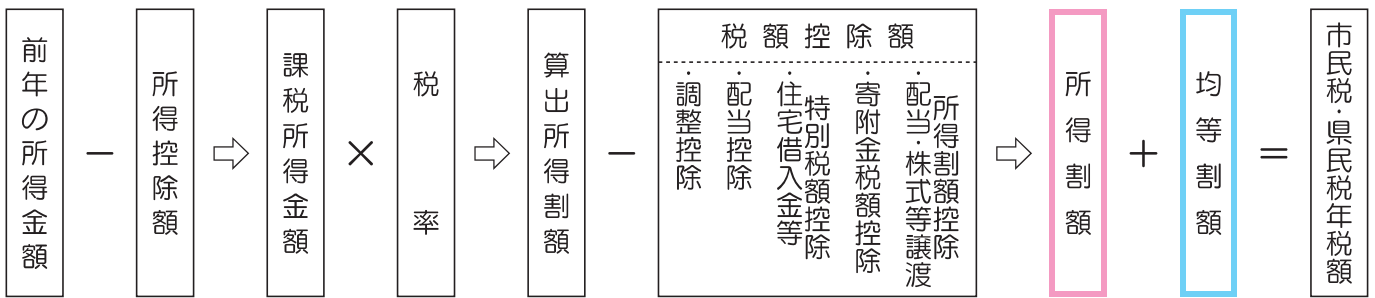 前年の所得金額
－
所得控除額
⇨
課税所得金額
×
税率
⇨
算出所得割額
－
税額控除額
・調整控除
・配当控除
・住宅借入金等
特別税額控除
・寄附金税額控除
・配当・株式等譲渡
所得割額控除
⇨
所得割額
＋
均等割額
＝
市民税・県民税年税額